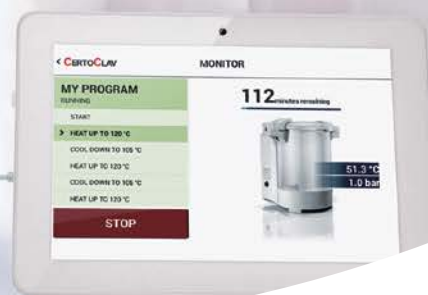 < CERTOCLAV
MONITOR
MY PROGRAM
RUNNING
START
> HEAT UP TO 120 °C
COOL DOWN TO 105 °C
HEAT UP TO 120 °C
COOL DOWN TO 105 °C
HEAT UP TO 120 °C
STOP
112 minutes remaining
51.3 °C
1.0 bar